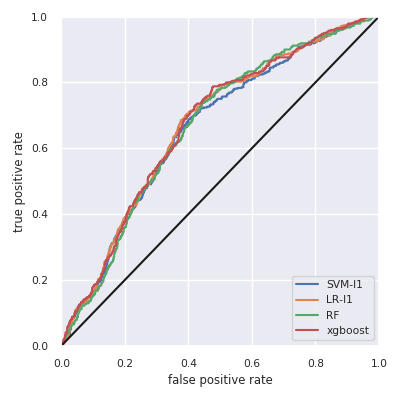 1.0
0.8
0.6
0.4
0.2
0.0
true positive rate
0.0 0.2 0.4 0.6 0.8 1.0
false positive rate
SVM-l1
LR-l1
RF
xgboost